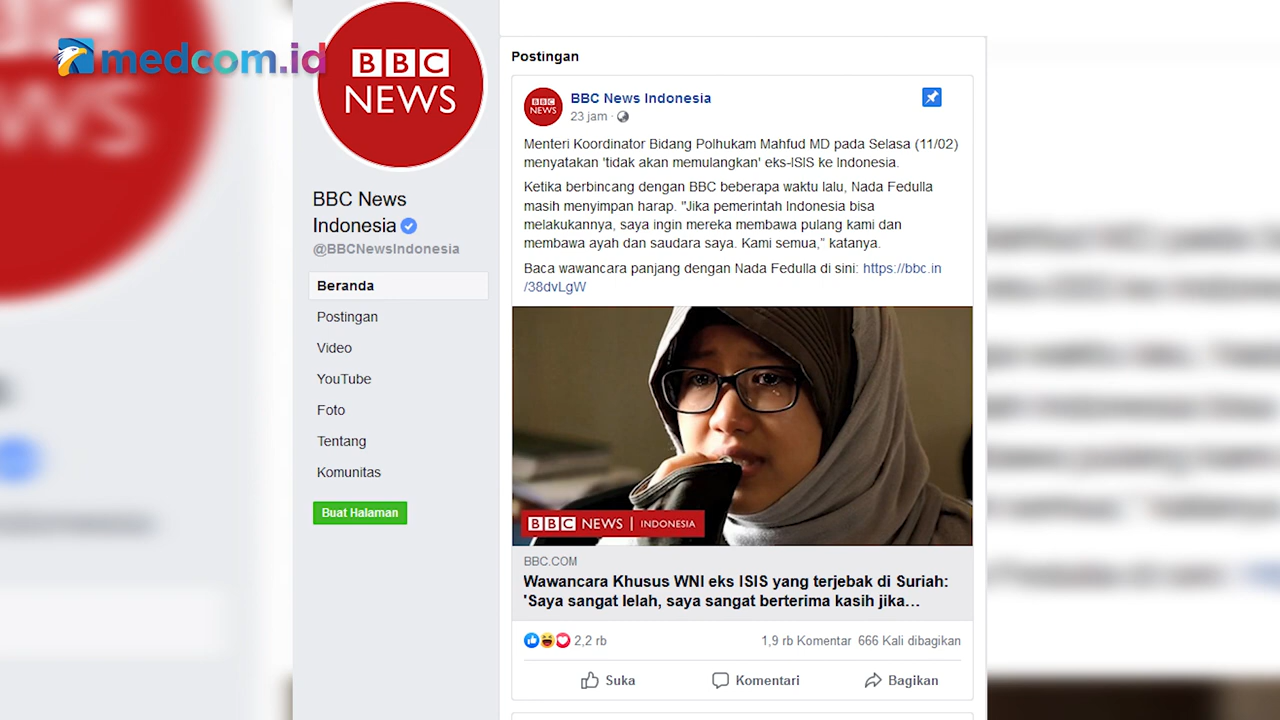 medcom.id
BBC
NEWS
BBC News
Indonesia
@BBCNewsIndonesia
Beranda
Postingan
Video
YouTube
Foto
Tentang
Komunitas
Buat Halaman
Postingan
BBC
NEWS
BBC News Indonesia
23 jam ·
Menteri Koordinator Bidang Polhukam Mahfud MD pada Selasa (11/02)
menyatakan 'tidak akan memulangkan' eks-ISIS ke Indonesia.
Ketika berbincang dengan BBC beberapa waktu lalu, Nada Fedulla
masih menyimpan harap. "Jika pemerintah Indonesia bisa
melakukannya, saya ingin mereka membawa pulang kami dan
membawa ayah dan saudara saya. Kami semua," katanya.
Baca wawancara panjang dengan Nada Fedulla di sini: https://bbc.in
/38dvLgW
BBC NEWS | INDONESIA
BBC.COM
Wawancara Khusus WNI eks ISIS yang terjebak di Suriah:
'Saya sangat lelah, saya sangat berterima kasih jika…
2,2 rb
1,9 rb Komentar 666 Kali dibagikan
Suka
Komentari
Bagikan